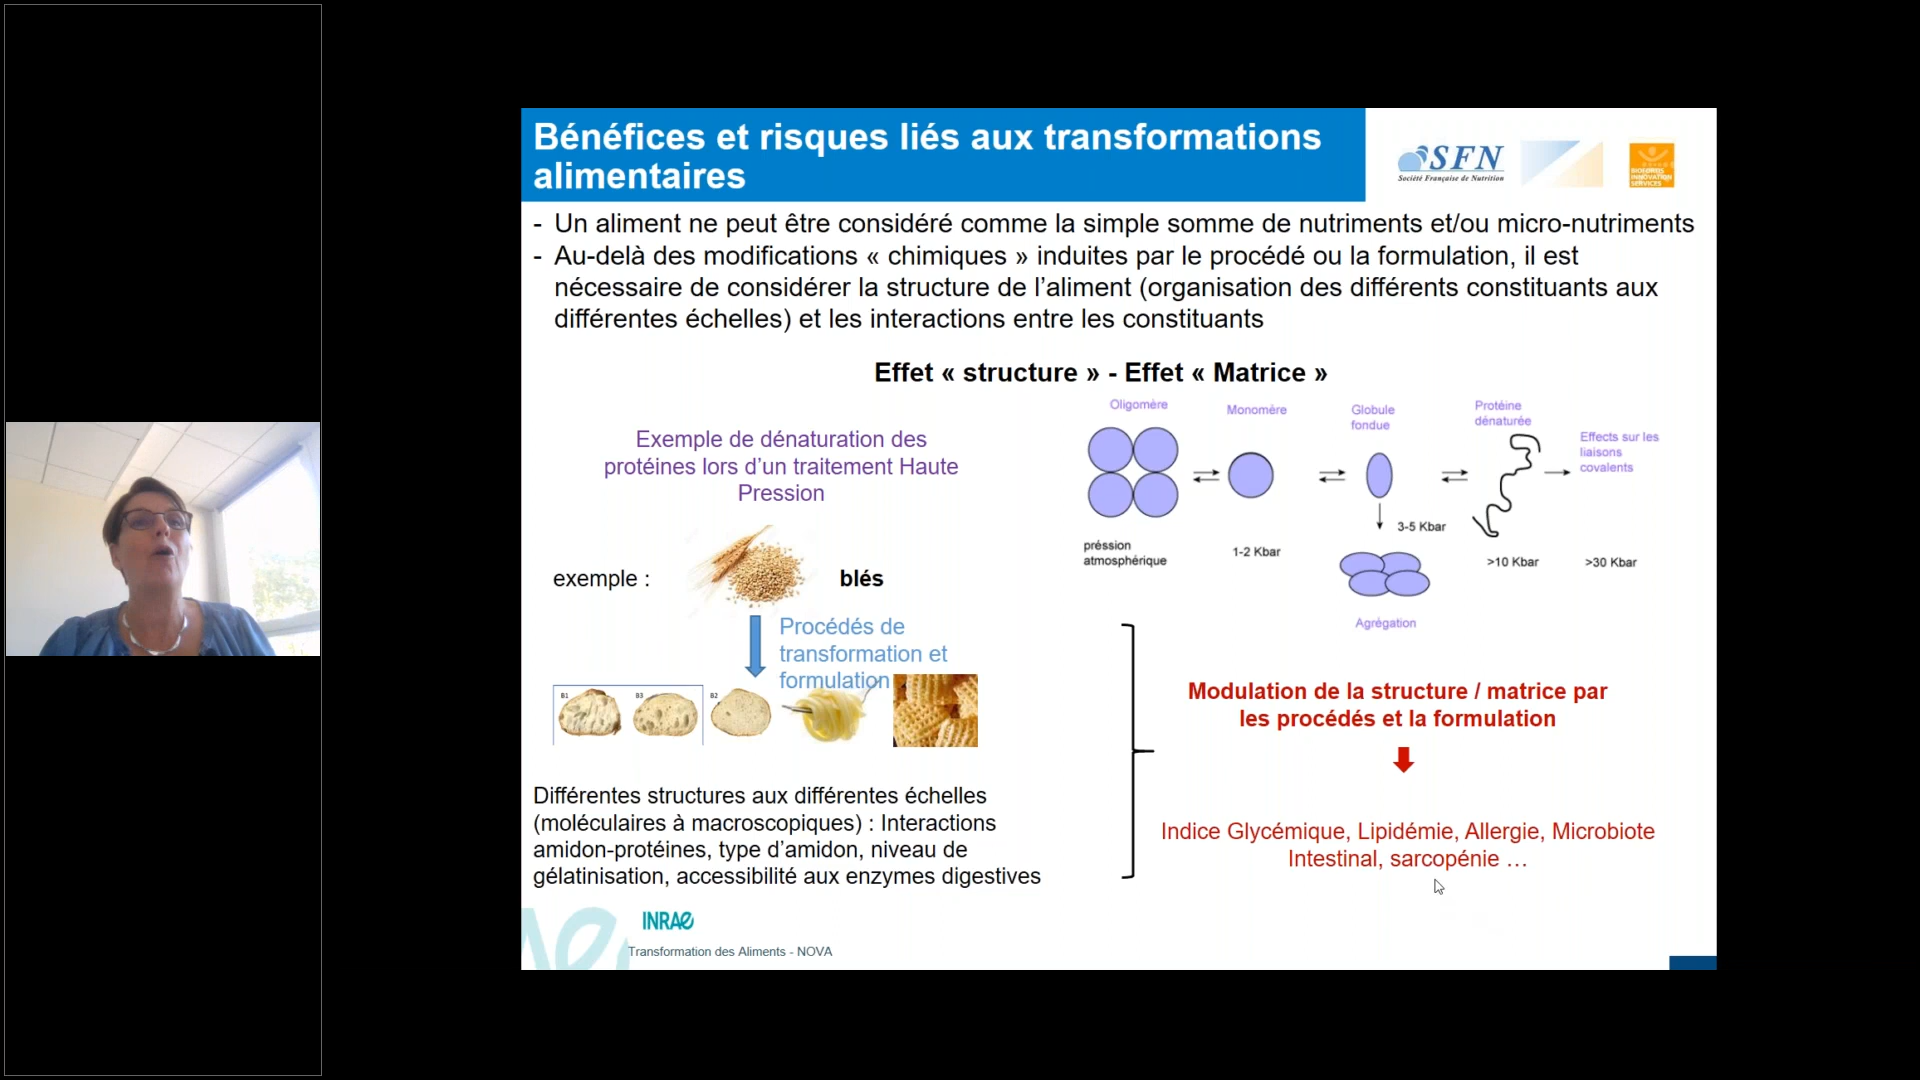 Bénéfices et risques liés aux transformations
alimentaires
SFN
Société Française de Nutrition
BIOFORTIS
INNOVATION
SERVICES
- Un aliment ne peut être considéré comme la simple somme de nutriments et/ou micro-nutriments
- Au-delà des modifications « chimiques » induites par le procédé ou la formulation, il est
nécessaire de considérer la structure de l’aliment (organisation des différents constituants aux
différentes échelles) et les interactions entre les constituants
Effet « structure » - Effet « Matrice »
Exemple de dénaturation des
protéines lors d’un traitement Haute
Pression
Oligomère
Monomère
Globule
fondue
Protéine
dénaturée
Effects sur les
liaisons
covalents
3-5 Kbar
préssion
atmosphérique
1-2 Kbar
>10 Kbar
>30 Kbar
Agrégation
exemple :
blés
Procédés de
transformation et
formulation
B1
B3
B2
Différentes structures aux différentes échelles
(moléculaires à macroscopiques) : Interactions
amidon-protéines, type d’amidon, niveau de
gélatinisation, accessibilité aux enzymes digestives
Modulation de la structure / matrice par
les procédés et la formulation
Indice Glycémique, Lipidémie, Allergie, Microbiote
Intestinal, sarcopénie …
INRAE
Transformation des Aliments - NOVA